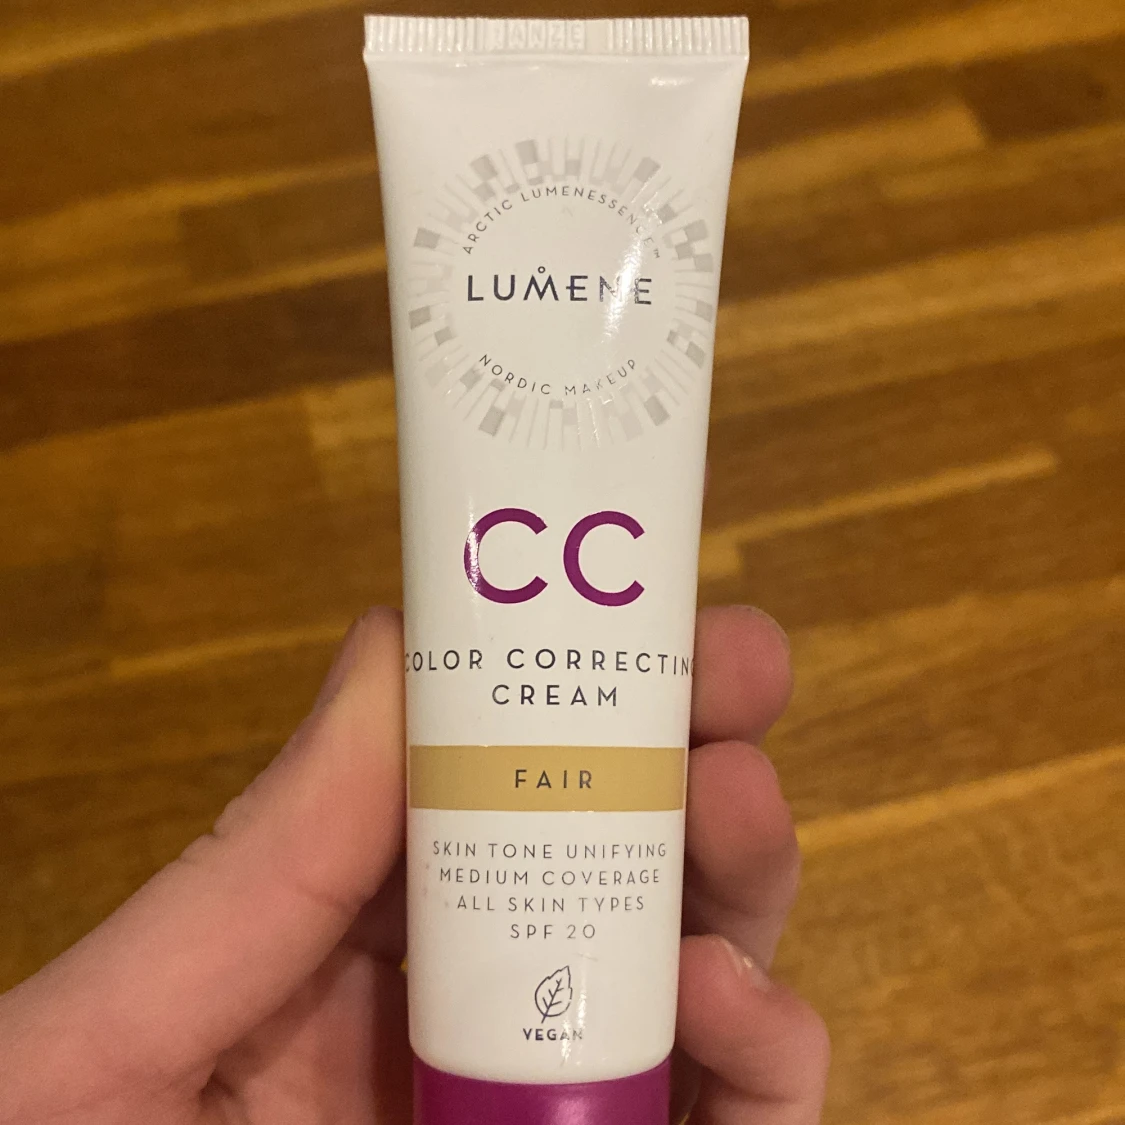 ARCTIC LUMENESSENCE™
LUMENE
NORDIC MAKEUP
CC
COLOR CORRECTING
CREAM
FAIR
SKIN TONE UNIFYING
MEDIUM COVERAGE
ALL SKIN TYPES
SPF 20
VEGAN